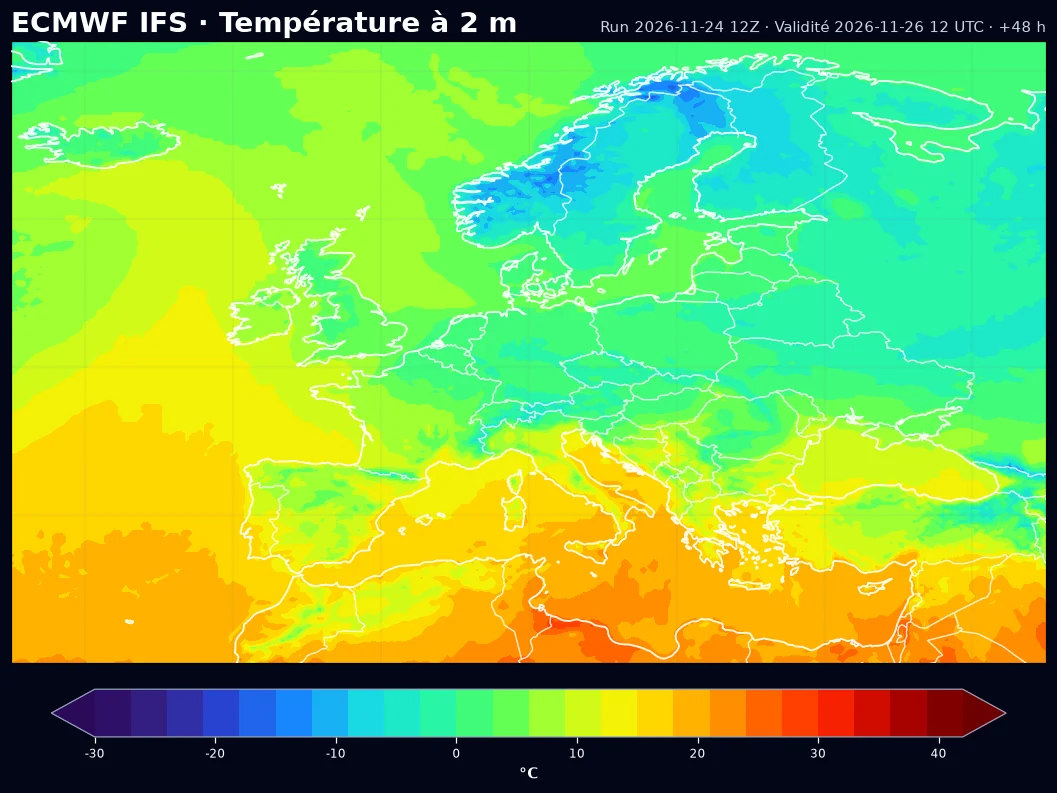 ECMWF IFS · Température à 2 m
Run 2026-11-24 12Z · Validité 2026-11-26 12 UTC · +48 h
-30 -20 -10 0 10 20 30 40
°C